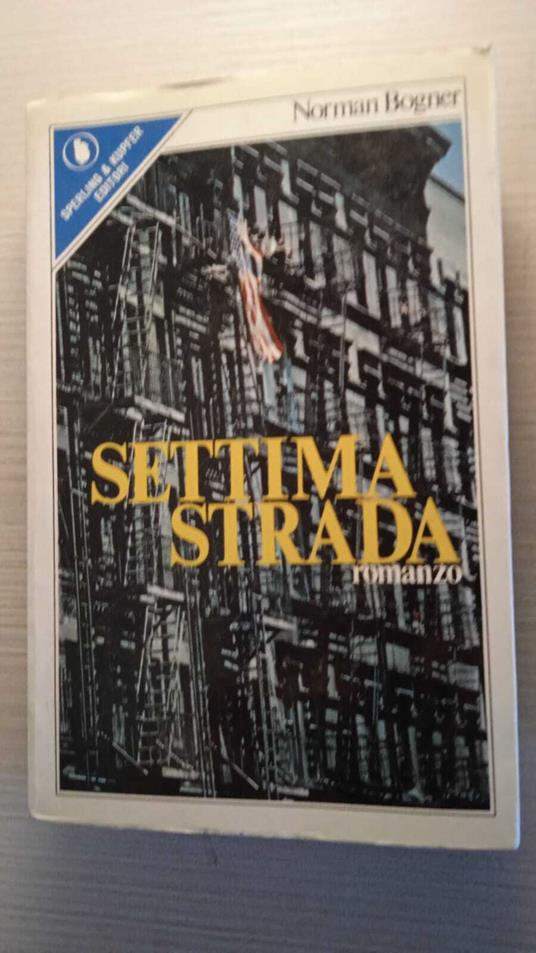 Norman Bogner
SPERLING & KUPFER
EDITORI
SETTIMA
STRADA
romanzo